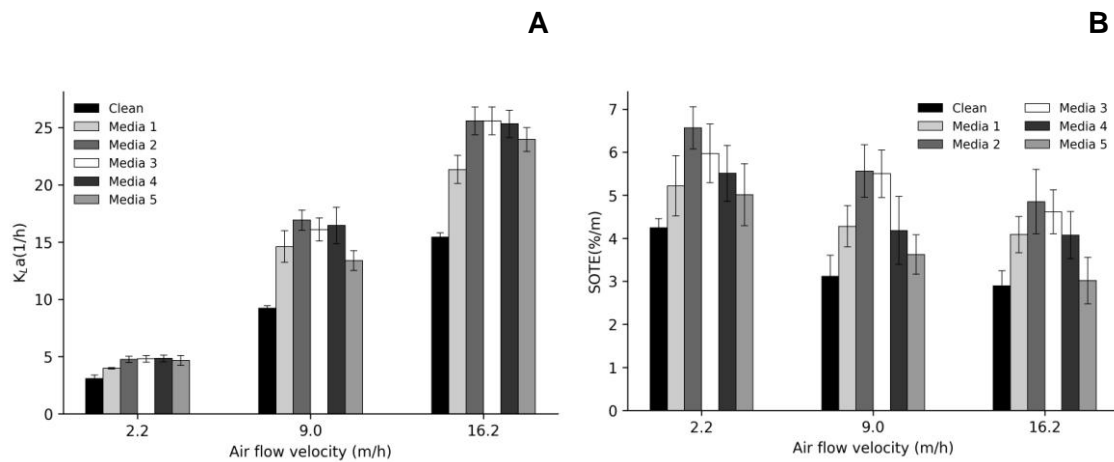 A
B
Clean
Media 1
Media 2
Media 3
Media 4
Media 5
25
20
15
10
5
0
KLa(1/h)
2.2
9.0
16.2
Air flow velocity (m/h)
Clean
Media 3
Media 1
Media 4
Media 2
Media 5
7
6
5
4
3
2
1
0
SOTE(%/m)
2.2
9.0
16.2
Air flow velocity (m/h)